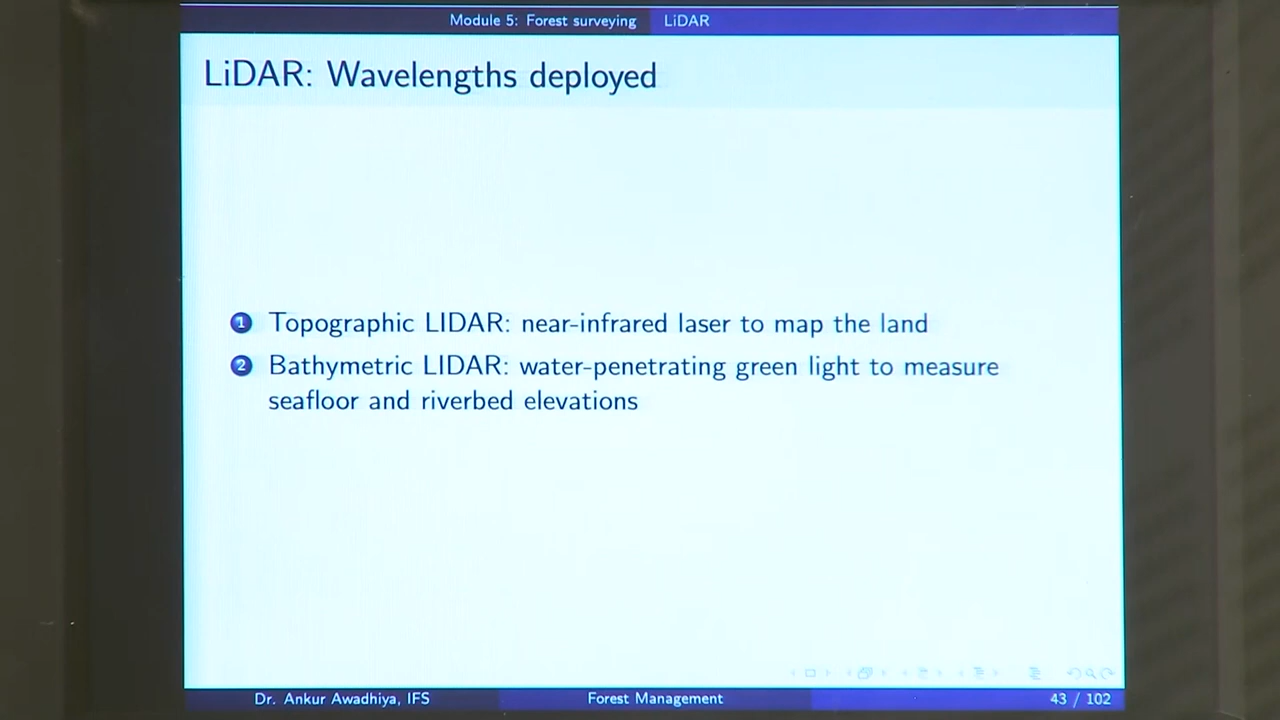 Module 5: Forest surveying LiDAR
LiDAR: Wavelengths deployed
1 Topographic LIDAR: near-infrared laser to map the land
2 Bathymetric LIDAR: water-penetrating green light to measure
seafloor and riverbed elevations
Dr. Ankur Awadhiya, IFS Forest Management 43 / 102